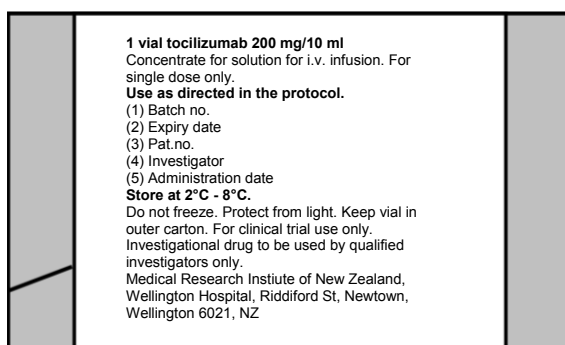 1 vial tocilizumab 200 mg/10 ml
Concentrate for solution for i.v. infusion. For
single dose only.
Use as directed in the protocol.
(1) Batch no.
(2) Expiry date
(3) Pat.no.
(4) Investigator
(5) Administration date
Store at 2°C - 8°C.
Do not freeze. Protect from light. Keep vial in
outer carton. For clinical trial use only.
Investigational drug to be used by qualified
investigators only.
Medical Research Instiute of New Zealand,
Wellington Hospital, Riddiford St, Newtown,
Wellington 6021, NZ